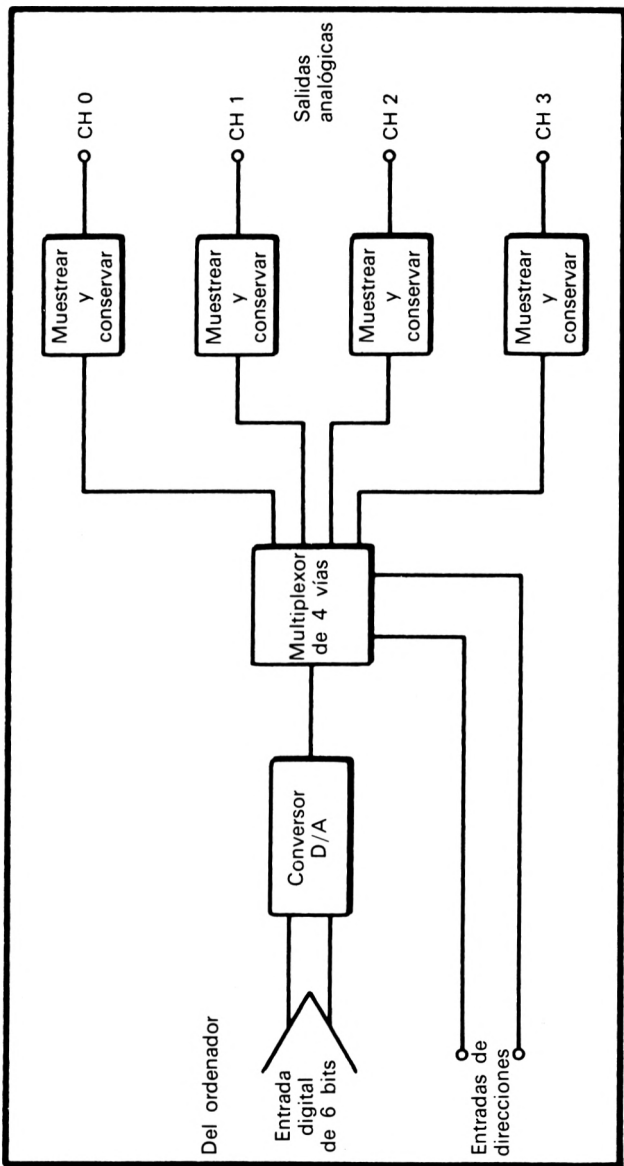 Del ordenador
Entrada
digital
de 6 bits
Conversor
D/A
Multiplexor
de 4 vías
Entradas de
direcciones
Muestrear
y
conservar
CH 0
Muestrear
y
conservar
CH 1
Salidas
analógicas
Muestrear
y
conservar
CH 2
Muestrear
y
conservar
CH 3